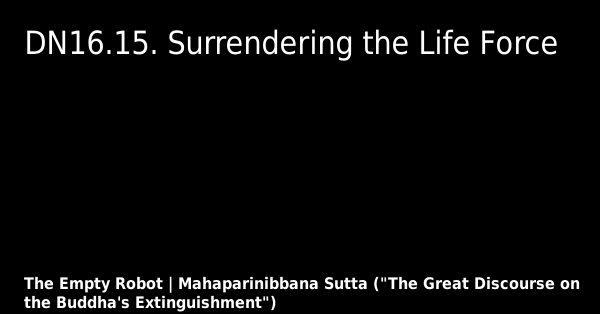 DN16.15. Surrendering the Life Force
The Empty Robot | Mahaparinibbana Sutta ("The Great Discourse on
the Buddha's Extinguishment")